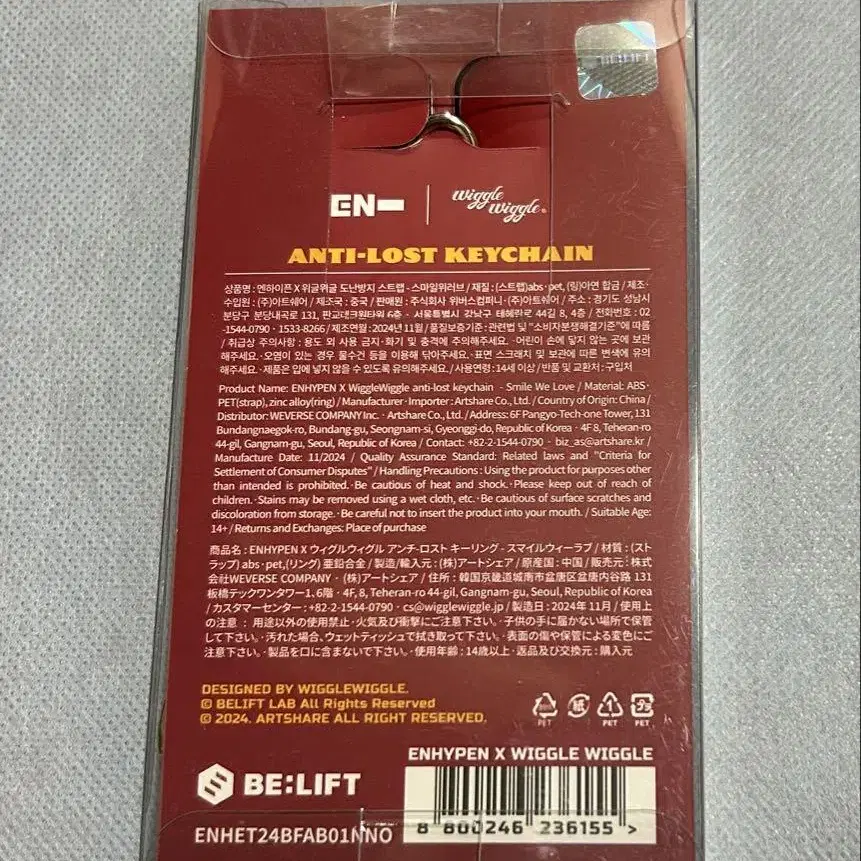 BE:LIFT
EN- wiggle wiggle
ANTI-LOST KEYCHAIN
상품명 : 엔하이픈 X 위글위글 도난방지 스트랩 - 스마일위러브 / 재질 : (스트랩)abs · pet, (링)아연 합금 / 제조 ·
수입원 : (주)아트쉐어 / 제조국 : 중국 / 판매원 : 주식회사 위버스컴퍼니 · (주)아트쉐어 / 주소 : 경기도 성남시
분당구 분당내곡로 131, 판교테크원타워 6층 · 서울특별시 강남구 테헤란로 44길 8, 4층 / 전화번호 : 02
-1544-0790 · 1533-8266 / 제조연월 : 2024년 11월 / 품질보증기준 : 관련법 및 "소비자분쟁해결기준"에 따름
/ 취급상 주의사항 : 용도 외 사용 금지 · 화기 및 충격에 주의해주세요. · 어린이 손에 닿지 않는 곳에 보관
해주세요. · 오염이 있는 경우 물수건 등을 이용해 닦아주세요. · 표면 스크래치 및 보관에 따른 변색에 유의
해주세요. · 제품은 입에 넣지 않을 수 있도록 유의해주세요. / 사용연령 : 14세 이상 / 반품 및 교환처 : 구입처
Product Name: ENHYPEN X WiggleWiggle anti-lost keychain - Smile We Love / Material: ABS ·
PET(strap), zinc alloy(ring) / Manufacturer · Importer : Artshare Co., Ltd. / Country of Origin: China /
Distributor: WEVERSE COMPANY Inc. · Artshare Co., Ltd. / Address: 6F Pangyo-Tech-one Tower, 131
Bundangnaegok-ro, Bundang-gu, Seongnam-si, Gyeonggi-do, Republic of Korea · 4F 8, Teheran-ro
44-gil, Gangnam-gu, Seoul, Republic of Korea / Contact: +82-2-1544-0790 · biz_as@artshare.kr /
Manufacture Date: 11/2024 / Quality Assurance Standard: Related laws and "Criteria for
Settlement of Consumer Disputes" / Handling Precautions : Using the product for purposes other
than intended is prohibited. · Be cautious of heat and shock. · Please keep out of reach of
children. · Stains may be removed using a wet cloth, etc. · Be cautious of surface scratches and
discoloration from storage. · Be careful not to insert the product into your mouth. / Suitable Age:
14+ / Returns and Exchanges: Place of purchase
商品名 : ENHYPEN X ウィグルウィグル アンチ-ロスト キーリング - スマイルウィーラブ / 材質 : (スト
ラップ) abs · pet, (リング) 亜鉛合金 / 製造/輸入元 : (株)アートシェア / 原産国 : 中国 / 販売元 : 株式
会社WEVERSE COMPANY · (株)アートシェア / 住所 : 韓国京畿道城南市盆唐区盆唐内谷路 131
板橋テックワンタワー1、6階 · 4F, 8, Teheran-ro 44-gil, Gangnam-gu, Seoul, Republic of Korea
/ カスタマーセンター : +82-2-1544-0790 · cs@wigglewiggle.jp / 製造日 : 2024年 11月 / 使用上
の注意 : 用途以外の使用禁止 · 火気及び衝撃にご注意下さい。 · 子供の手に届かない場所で保管
して下さい。 · 汚れた場合、ウェットティッシュで拭き取って下さい。 · 表面の傷や保管による変色にご
注意下さい。 · 製品を口に含まないで下さい。 · 使用年齢 : 14歳以上 · 返品及び交換元 : 購入元
DESIGNED BY WIGGLEWIGGLE.
© BELIFT LAB All Rights Reserved
© 2024. ARTSHARE ALL RIGHT RESERVED.
PET 紙 1 PET プラ PET
ENHYPEN X WIGGLE WIGGLE
BE:LIFT
ENHET24BFAB01NNO
8 800246 236155 >